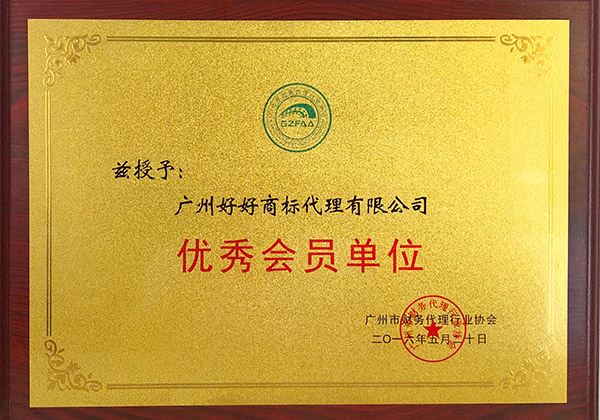 GZFAA
兹授予：
广州好好商标代理有限公司
优秀会员单位
广州市财务代理行业协会
二〇一六年五月二十日